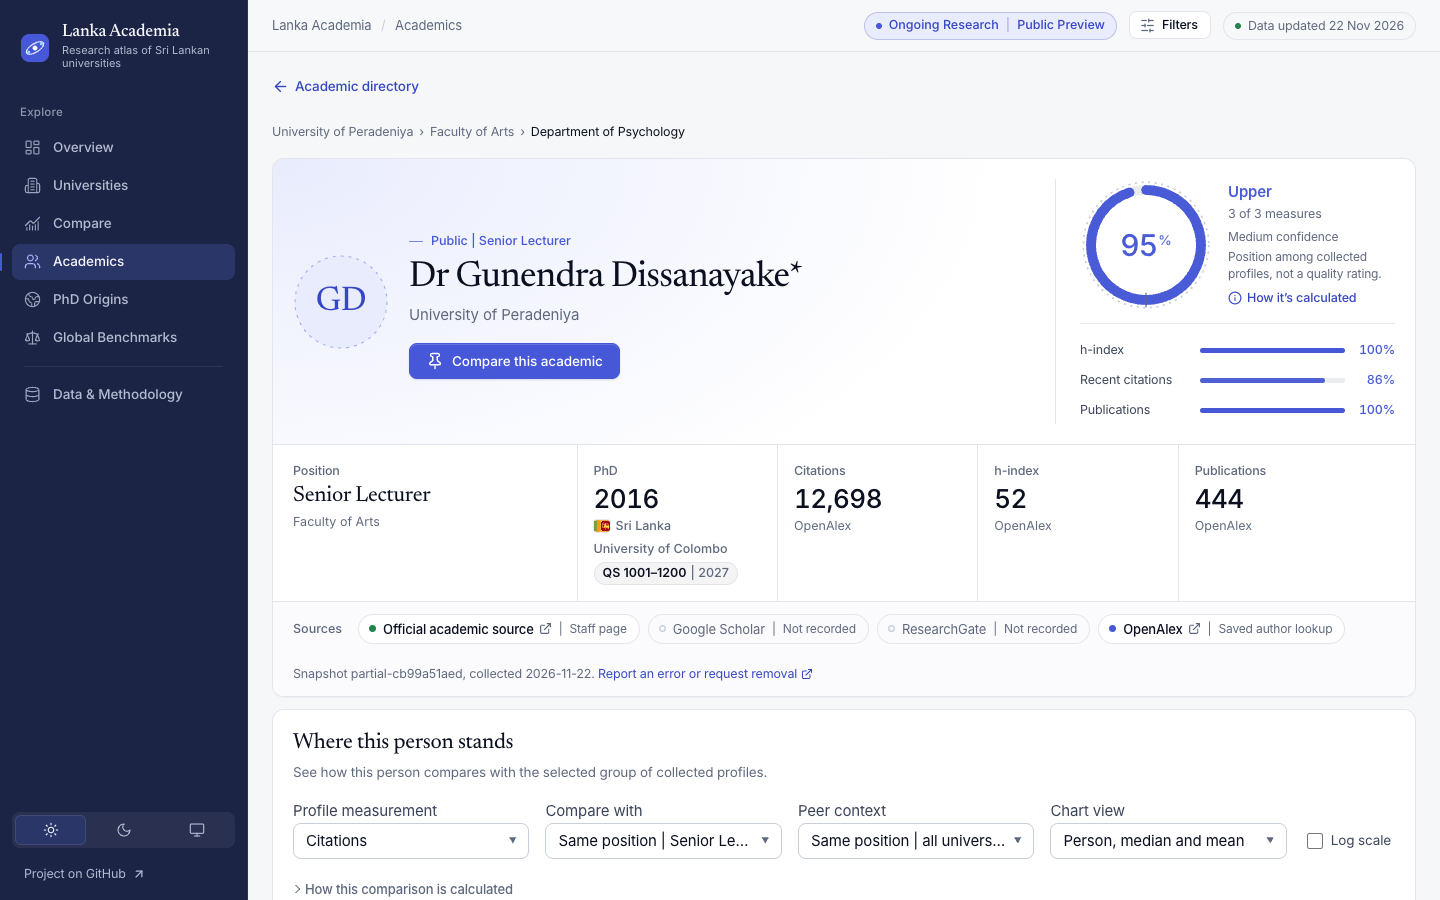 Lanka Academia
Research atlas of Sri Lankan
universities
Explore
Overview
Universities
Compare
Academics
PhD Origins
Global Benchmarks
Data & Methodology
Project on GitHub
Lanka Academia / Academics
Ongoing Research | Public Preview
Filters
Data updated 22 Nov 2026
Academic directory
University of Peradeniya › Faculty of Arts › Department of Psychology
GD
Public | Senior Lecturer
Dr Gunendra Dissanayake*
University of Peradeniya
Compare this academic
95%
Upper
3 of 3 measures
Medium confidence
Position among collected
profiles, not a quality rating.
How it's calculated
h-index 100%
Recent citations 86%
Publications 100%
Position
Senior Lecturer
Faculty of Arts
PhD
2016
Sri Lanka
University of Colombo
QS 1001–1200 | 2027
Citations
12,698
OpenAlex
h-index
52
OpenAlex
Publications
444
OpenAlex
Sources
Official academic source | Staff page
Google Scholar | Not recorded
ResearchGate | Not recorded
OpenAlex | Saved author lookup
Snapshot partial-cb99a51aed, collected 2026-11-22. Report an error or request removal
Where this person stands
See how this person compares with the selected group of collected profiles.
Profile measurement
Citations
Compare with
Same position | Senior Le...
Peer context
Same position | all univers...
Chart view
Person, median and mean
Log scale
How this comparison is calculated